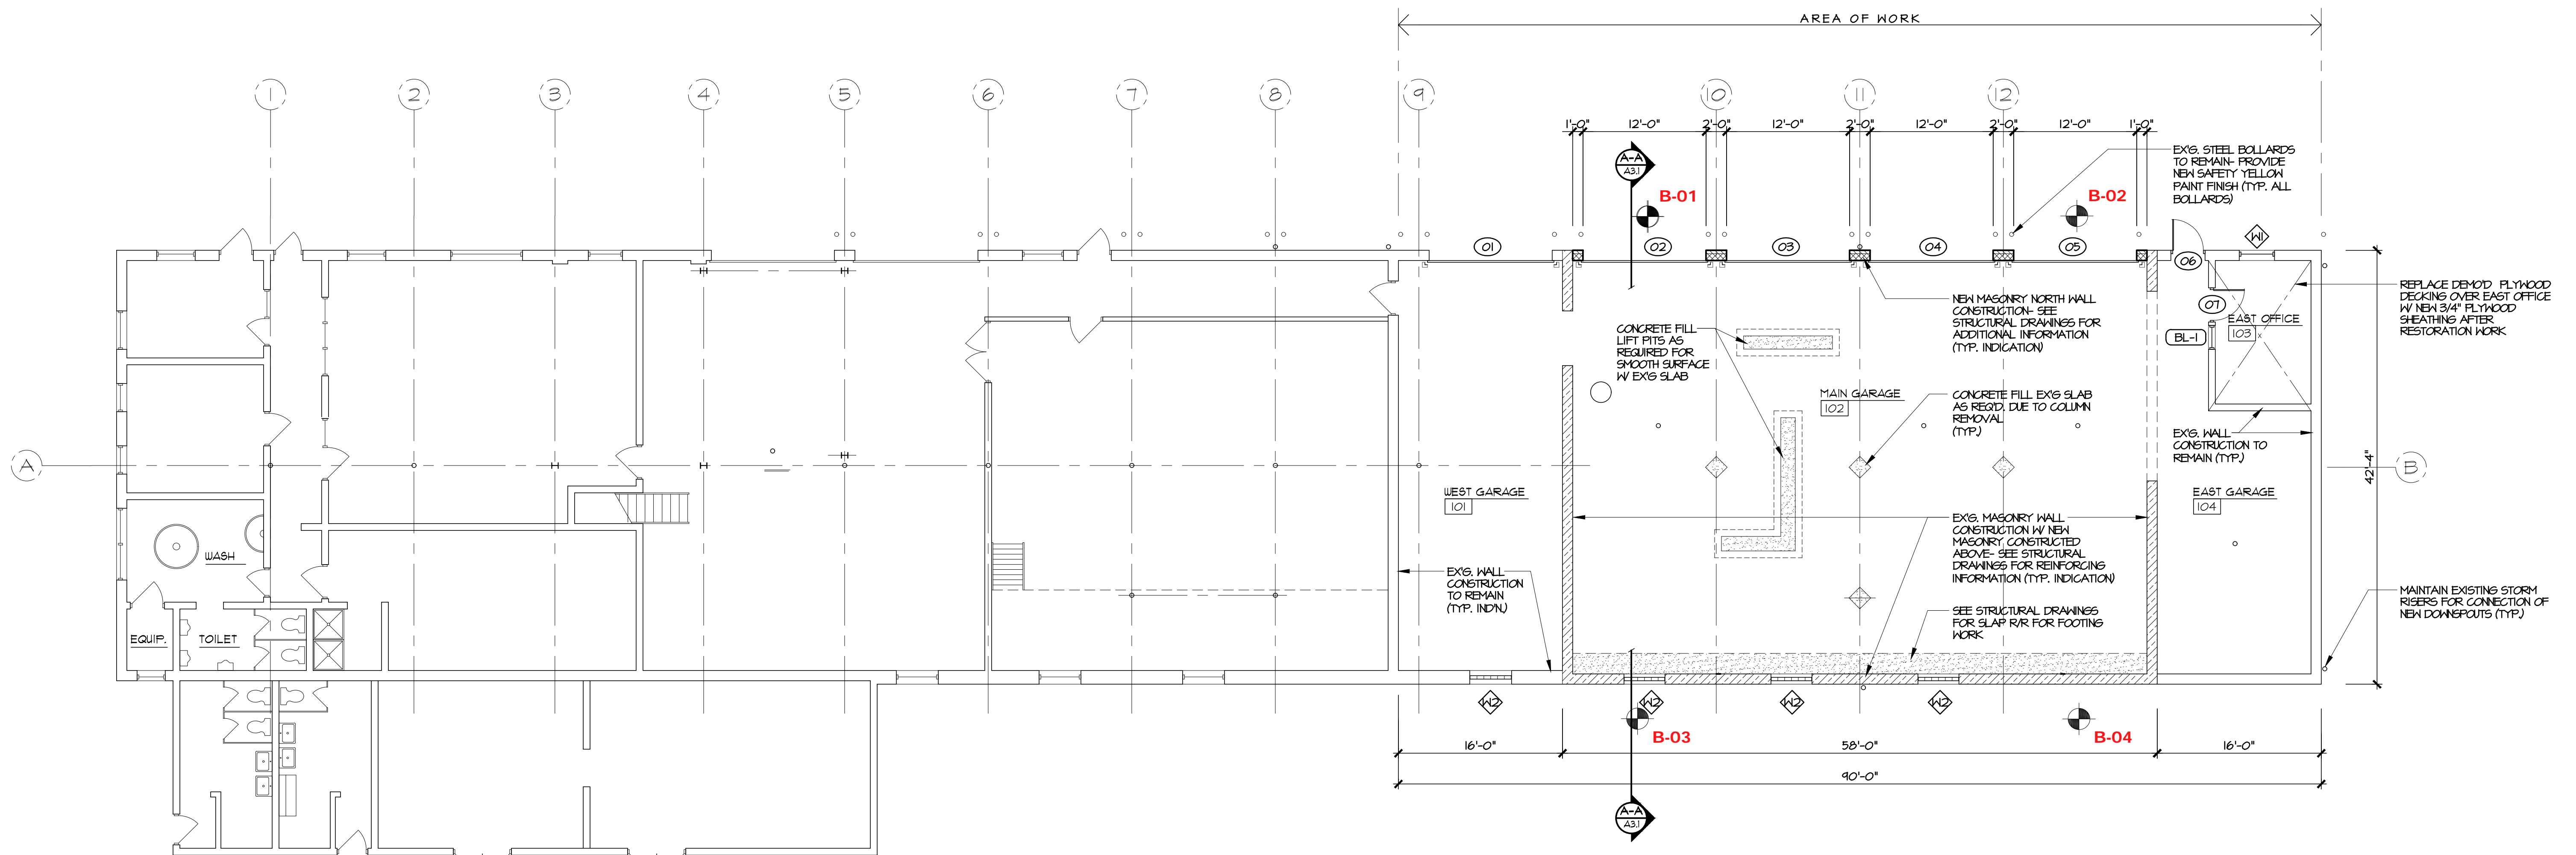 AREA OF WORK
1 2 3 4 5 6 7 8 9 10 11 12
1'-0" 12'-0" 2'-0" 12'-0" 2'-0" 12'-0" 2'-0" 12'-0" 1'-0"
A-A
A3.1
B-01
B-02
EX'G. STEEL BOLLARDS
TO REMAIN- PROVIDE
NEW SAFETY YELLOW
PAINT FINISH (TYP. ALL
BOLLARDS)
01 02 03 04 05
06
W1
07
REPLACE DEMO'D PLYWOOD
DECKING OVER EAST OFFICE
W/ NEW 3/4" PLYWOOD
SHEATHING AFTER
RESTORATION WORK
EAST OFFICE
103
BL-1
NEW MASONRY NORTH WALL
CONSTRUCTION- SEE
STRUCTURAL DRAWINGS FOR
ADDITIONAL INFORMATION
(TYP. INDICATION)
CONCRETE FILL
LIFT PITS AS
REQUIRED FOR
SMOOTH SURFACE
W/ EX'G SLAB
MAIN GARAGE
102
CONCRETE FILL EX'G SLAB
AS REQ'D. DUE TO COLUMN
REMOVAL
(TYP.)
EX'G. WALL
CONSTRUCTION TO
REMAIN (TYP.)
A
B
42'-4"
WEST GARAGE
101
EAST GARAGE
104
EX'G. MASONRY WALL
CONSTRUCTION W/ NEW
MASONRY CONSTRUCTED
ABOVE- SEE STRUCTURAL
DRAWINGS FOR REINFORCING
INFORMATION (TYP. INDICATION)
WASH
EX'G. WALL
CONSTRUCTION
TO REMAIN
(TYP. IND'N.)
SEE STRUCTURAL DRAWINGS
FOR SLAP R/R FOR FOOTING
WORK
MAINTAIN EXISTING STORM
RISERS FOR CONNECTION OF
NEW DOWNSPOUTS (TYP.)
EQUIP.
TOILET
W2 W2 W2 W2
B-03
B-04
16'-0" 58'-0" 16'-0"
90'-0"
A-A
A3.1